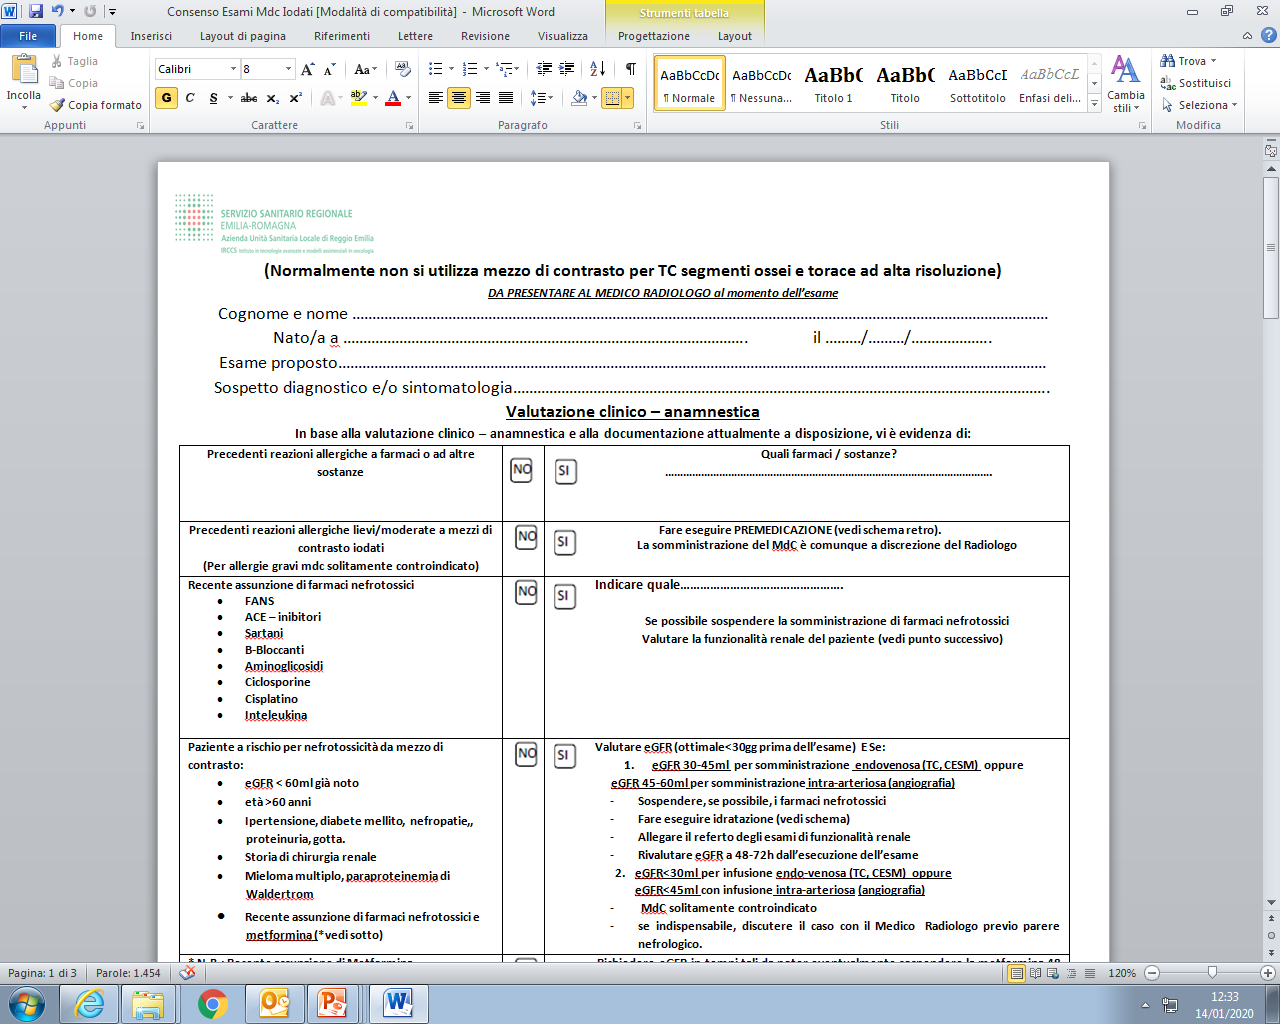 Consenso Esami Mdc Iodati [Modalità di compatibilità] - Microsoft Word
Strumenti tabella
File Home Inserisci Layout di pagina Riferimenti Lettere Revisione Visualizza Progettazione Layout
Incolla
Taglia
Copia
Copia formato
Appunti
Calibri 8
G C S abc x₂ x² A ab A
Carattere
Paragrafo
AaBbCcDc AaBbCcDc AaBbC AaBbC AaBbCcI AaBbCcL
¶ Normale ¶ Nessuna... Titolo 1 Titolo Sottotitolo Enfasi deli...
Cambia stili
Stili
Trova
Sostituisci
Seleziona
Modifica
SERVIZIO SANITARIO REGIONALE
EMILIA-ROMAGNA
Azienda Unità Sanitaria Locale di Reggio Emilia
IRCCS Istituto in tecnologie avanzate e modelli assistenziali in oncologia
(Normalmente non si utilizza mezzo di contrasto per TC segmenti ossei e torace ad alta risoluzione)
DA PRESENTARE AL MEDICO RADIOLOGO al momento dell'esame
Cognome e nome ........................................
Nato/a a ........................................ il ........./........./....................
Esame proposto........................................
Sospetto diagnostico e/o sintomatologia........................................
Valutazione clinico – anamnestica
In base alla valutazione clinico – anamnestica e alla documentazione attualmente a disposizione, vi è evidenza di:
Precedenti reazioni allergiche a farmaci o ad altre
sostanze
NO
SI
Quali farmaci / sostanze?
........................................
Precedenti reazioni allergiche lievi/moderate a mezzi di
contrasto iodati
(Per allergie gravi mdc solitamente controindicato)
NO
SI
Fare eseguire PREMEDICAZIONE (vedi schema retro).
La somministrazione del MdC è comunque a discrezione del Radiologo
Recente assunzione di farmaci nefrotossici
• FANS
• ACE – inibitori
• Sartani
• B-Bloccanti
• Aminoglicosidi
• Ciclosporine
• Cisplatino
• Inteleukina
NO
SI
Indicare quale........................................
Se possibile sospendere la somministrazione di farmaci nefrotossici
Valutare la funzionalità renale del paziente (vedi punto successivo)
Paziente a rischio per nefrotossicità da mezzo di
contrasto:
• eGFR < 60ml già noto
• età >60 anni
• Ipertensione, diabete mellito, nefropatie,,
proteinuria, gotta.
• Storia di chirurgia renale
• Mieloma multiplo, paraproteinemia di
Waldertrom
• Recente assunzione di farmaci nefrotossici e
metformina (*vedi sotto)
NO
SI
Valutare eGFR (ottimale<30gg prima dell'esame) E Se:
1. eGFR 30-45ml per somministrazione endovenosa (TC, CESM) oppure
eGFR 45-60ml per somministrazione intra-arteriosa (angiografia)
- Sospendere, se possibile, i farmaci nefrotossici
- Fare eseguire idratazione (vedi schema)
- Allegare il referto degli esami di funzionalità renale
- Rivalutare eGFR a 48-72h dall'esecuzione dell'esame
2. eGFR<30ml per infusione endo-venosa (TC, CESM) oppure
eGFR<45ml con infusione intra-arteriosa (angiografia)
- MdC solitamente controindicato
- se indispensabile, discutere il caso con il Medico Radiologo previo parere
nefrologico.
Pagina: 1 di 3 Parole: 1.454 120%
12:33
14/01/2020